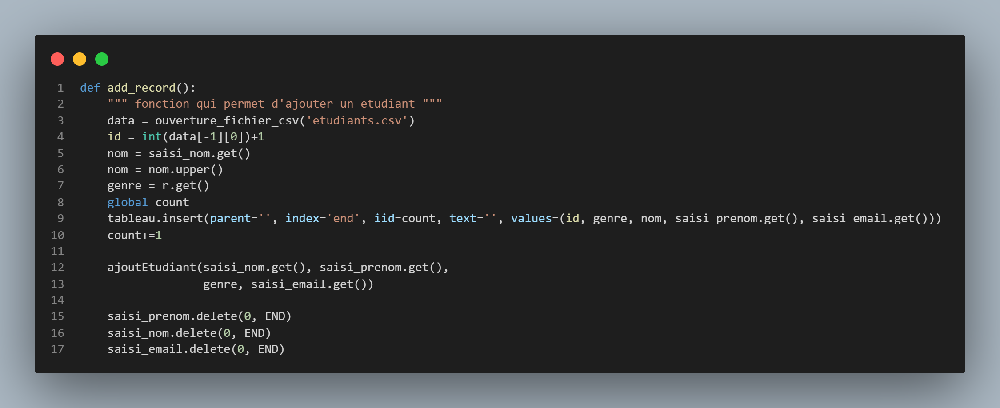 1 def add_record():
2     """ fonction qui permet d'ajouter un etudiant """
3     data = ouverture_fichier_csv('etudiants.csv')
4     id = int(data[-1][0])+1
5     nom = saisi_nom.get()
6     nom = nom.upper()
7     genre = r.get()
8     global count
9     tableau.insert(parent='', index='end', iid=count, text='', values=(id, genre, nom, saisi_prenom.get(), saisi_email.get()))
10     count+=1
11
12     ajoutEtudiant(saisi_nom.get(), saisi_prenom.get(),
13                   genre, saisi_email.get())
14
15     saisi_prenom.delete(0, END)
16     saisi_nom.delete(0, END)
17     saisi_email.delete(0, END)